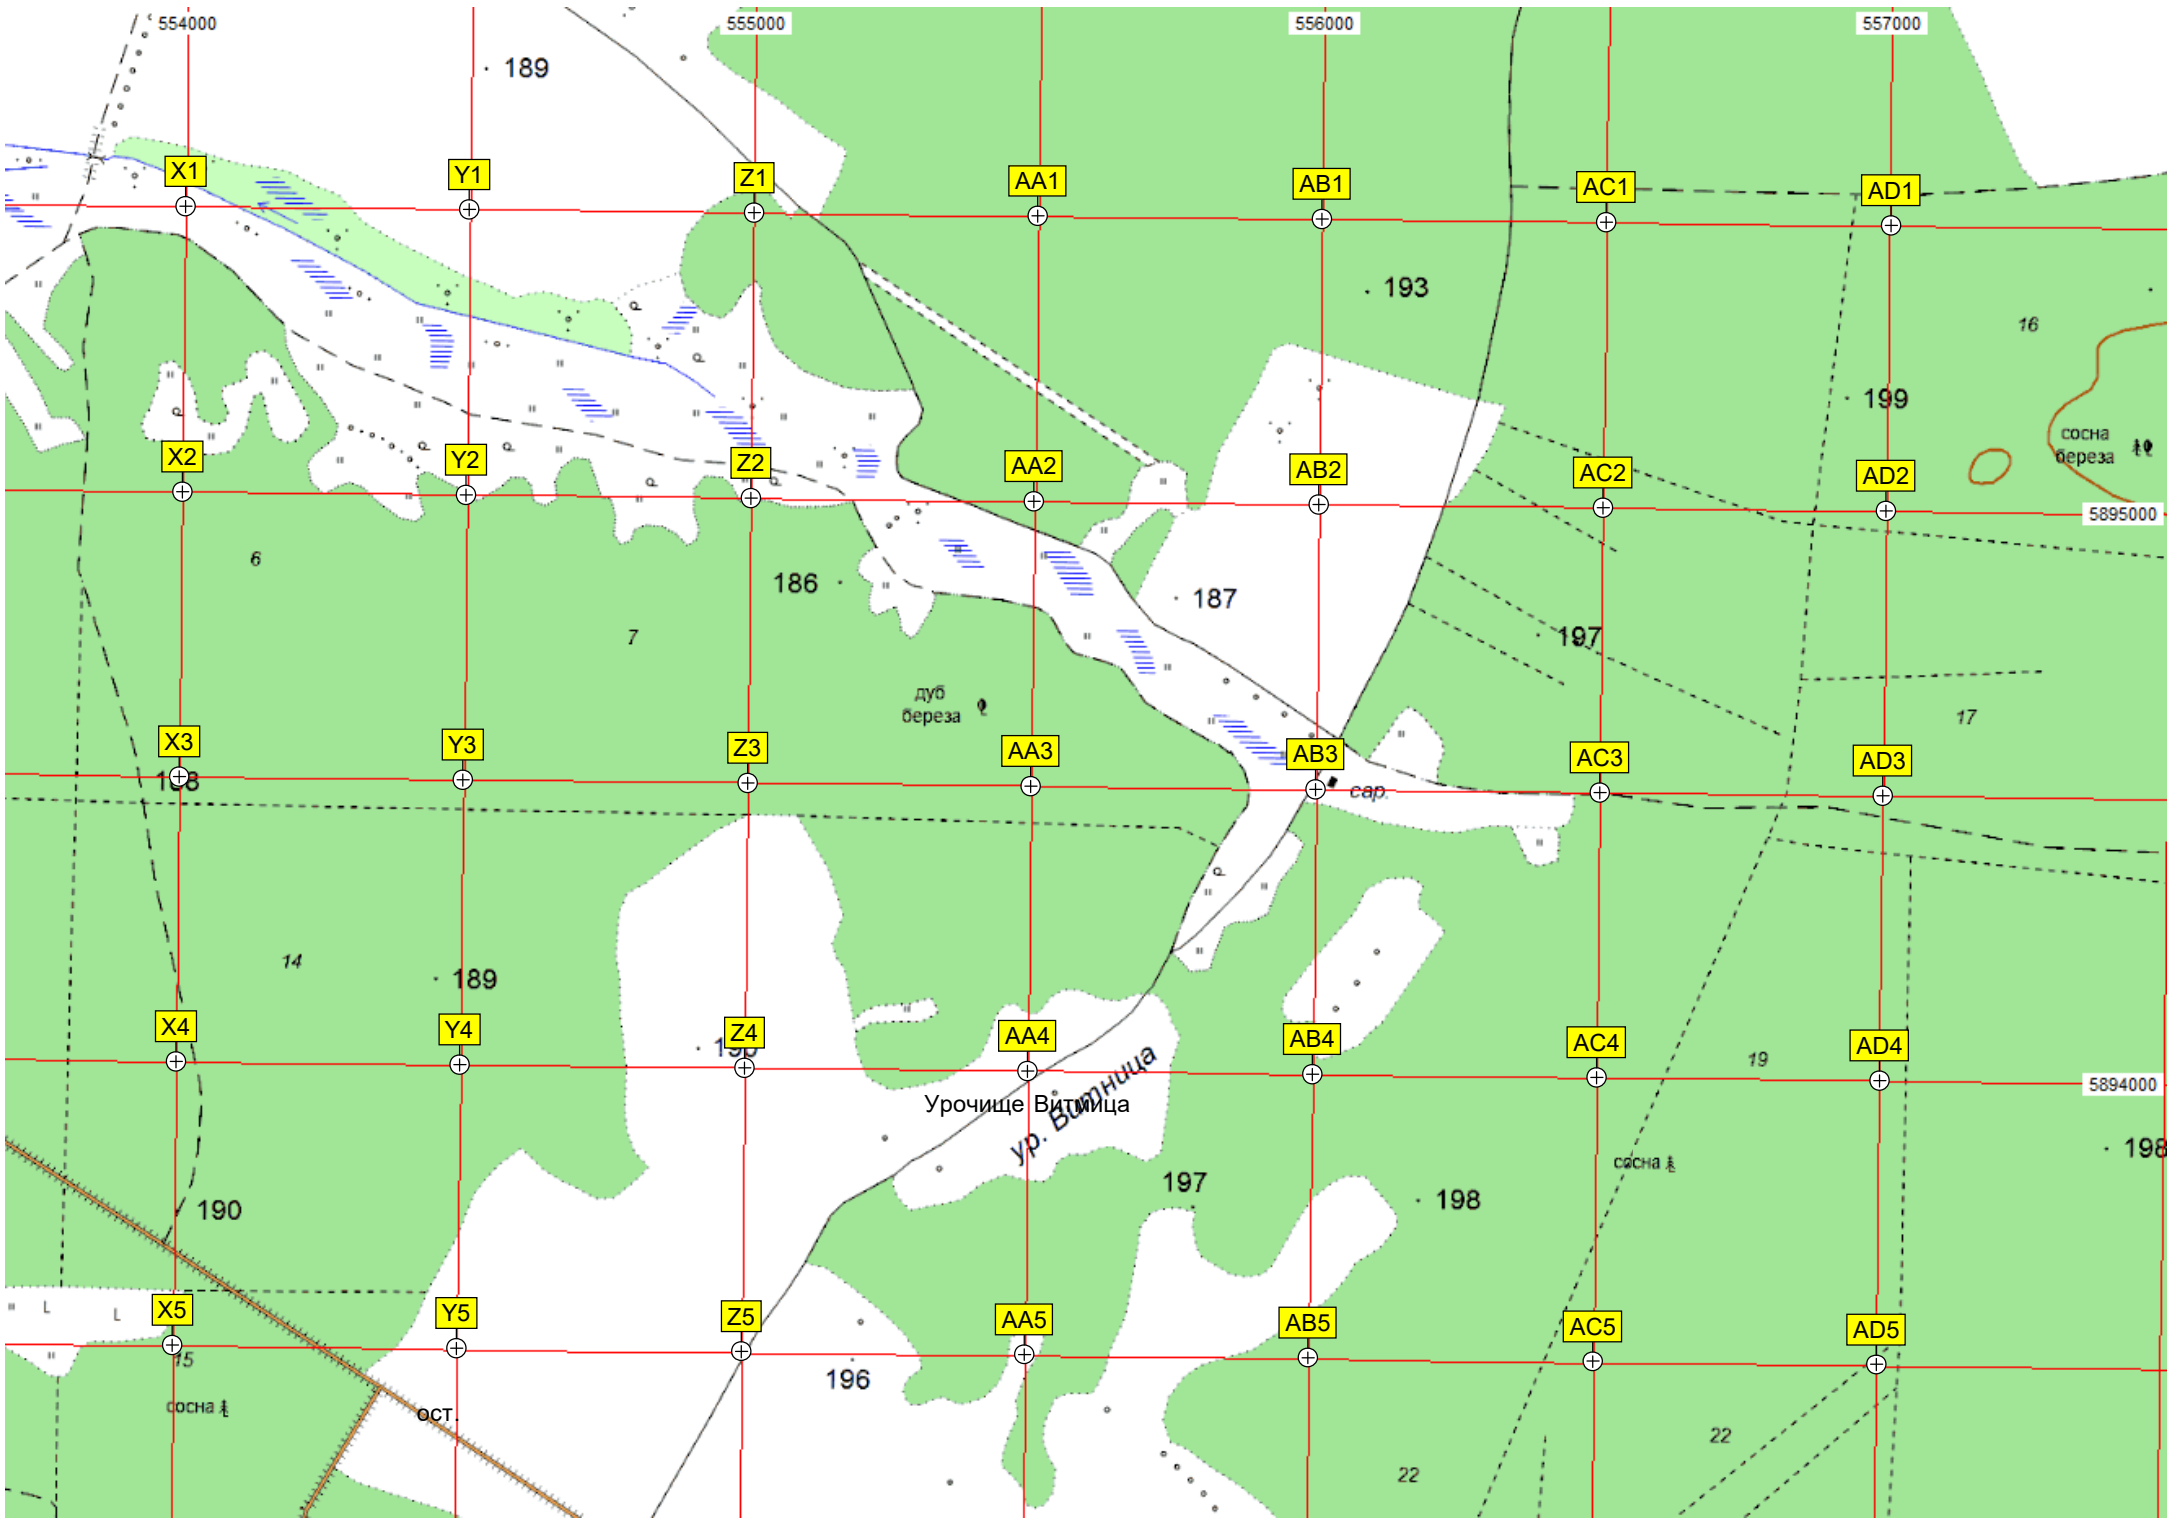 554000 555000 556000 557000
189
X1 Y1 Z1 AA1 AB1 AC1 AD1
193
16
199
сосна
береза
X2 Y2 Z2 AA2 AB2 AC2 AD2
5895000
6
186
187
7
197
дуб
береза
17
X3 Y3 Z3 AA3 AB3 AC3 AD3
188
сар.
14
189
X4 Y4 Z4 AA4 AB4 AC4 AD4
190
19
5894000
Урочище Витмица
ур. Витница
198
сосна
197
198
190
L L
X5 Y5 Z5 AA5 AB5 AC5 AD5
15
196
сосна
ост.
22
22